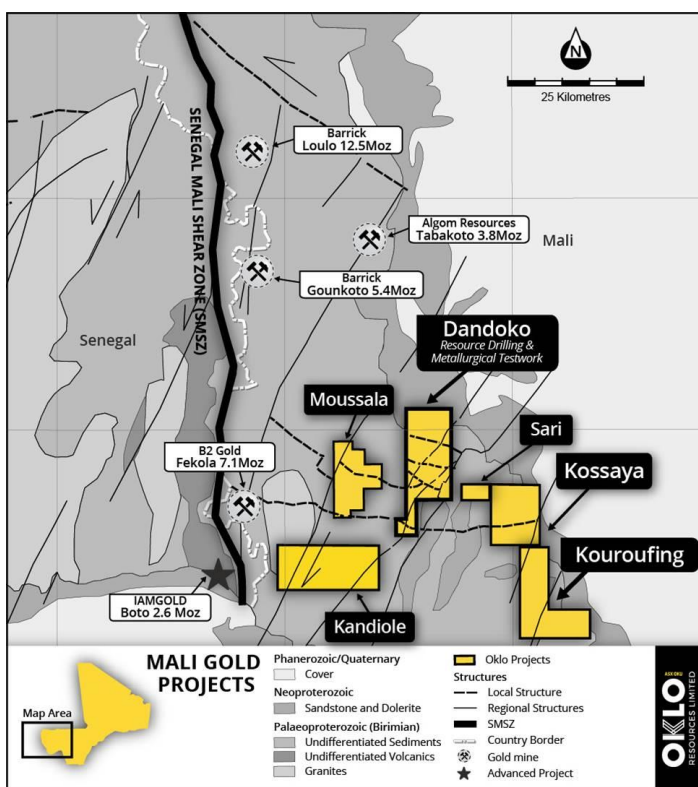 N
25 Kilometres
SENEGAL MALI SHEAR ZONE (SMSZ)
Barrick
Loulo 12.5Moz
Algom Resources
Tabakoto 3.8Moz
Mali
Barrick
Gounkoto 5.4Moz
Senegal
Dandoko
Resource Drilling &
Metallurgical Testwork
Moussala
Sari
B2 Gold
Fekola 7.1Moz
Kossaya
Kouroufing
IAMGOLD
Boto 2.6 Moz
Kandiole
MALI GOLD
PROJECTS
Map Area
Phanerozoic/Quaternary
Cover
Neoproterozoic
Sandstone and Dolerite
Palaeoproterozoic (Birimian)
Undifferentiated Sediments
Undifferentiated Volcanics
Granites
Oklo Projects
Structures
Local Structure
Regional Structures
SMSZ
Country Border
Gold mine
Advanced Project
ASX:OKU
OKLO
RESOURCES LIMITED